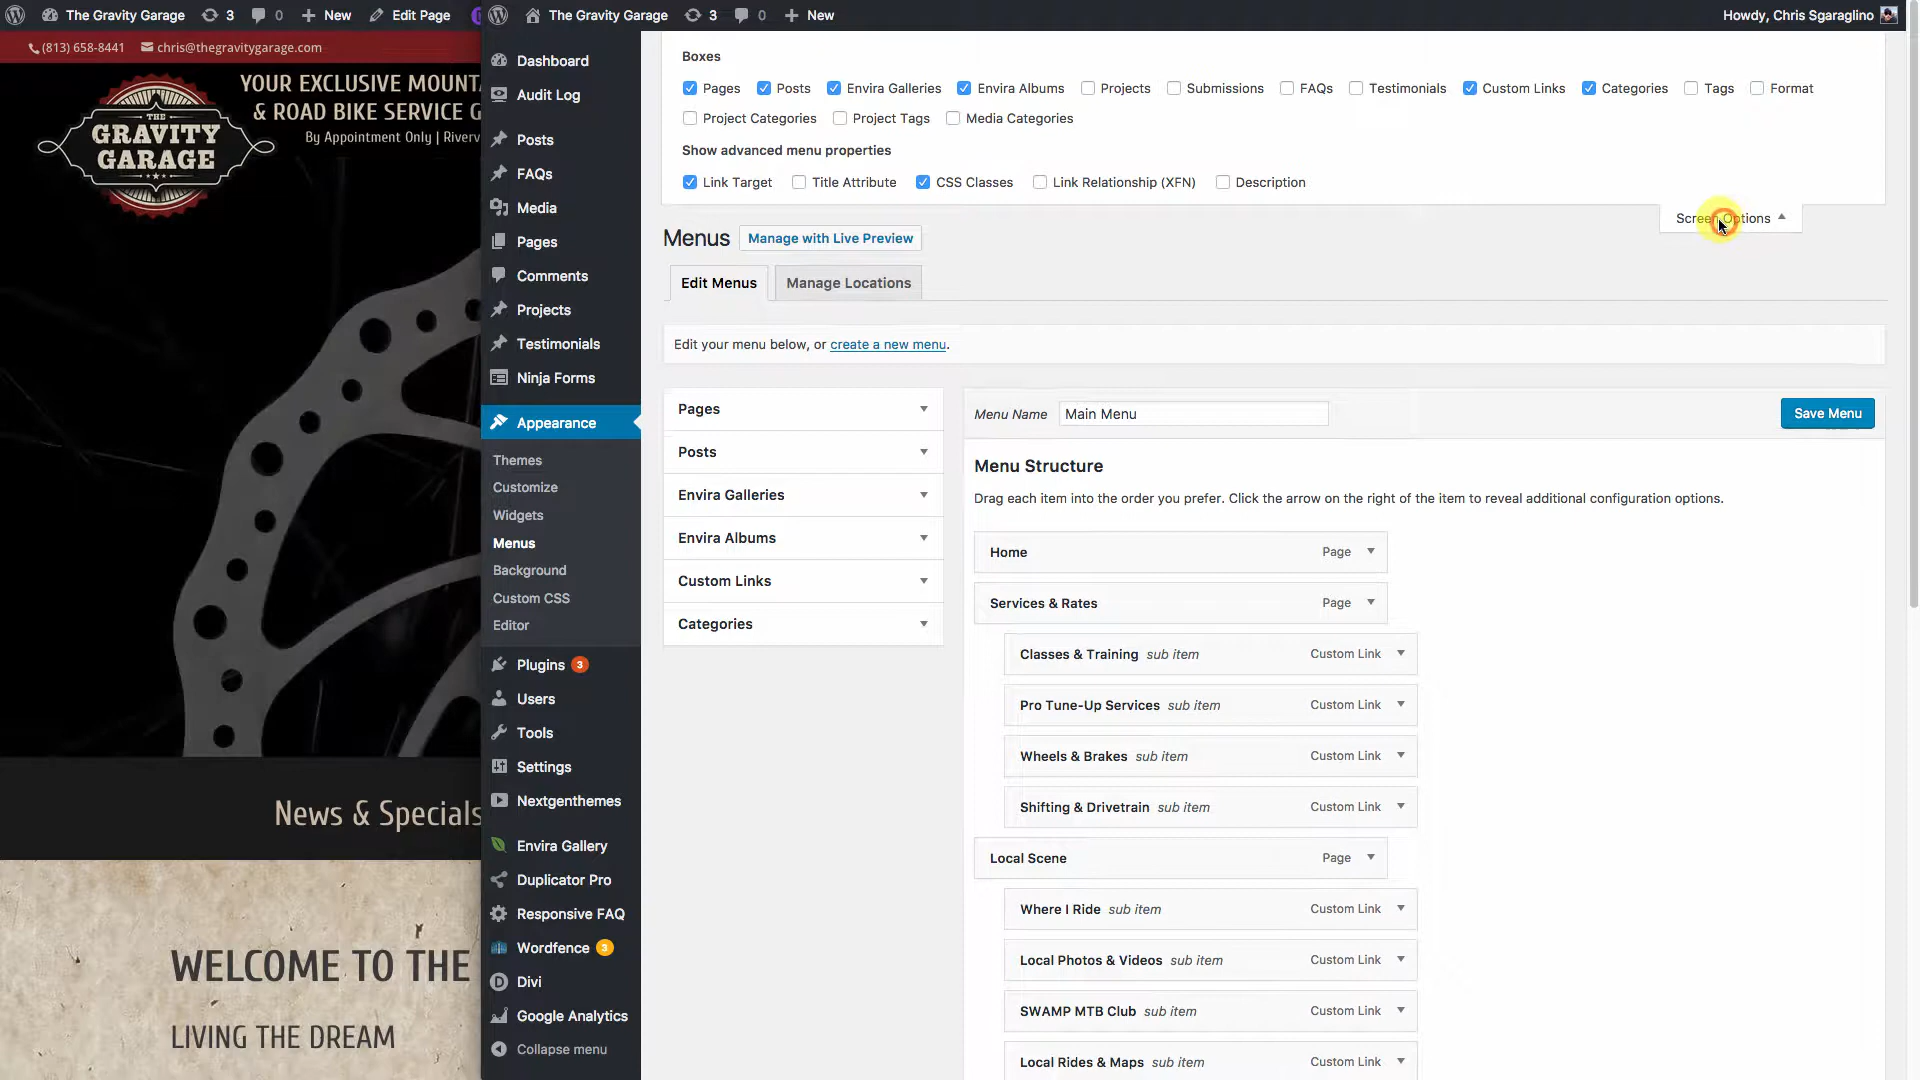 The Gravity Garage 3 0 New Edit Page
(813) 658-8441 chris@thegravitygarage.com
YOUR EXCLUSIVE MOUNTA
& ROAD BIKE SERVICE G
By Appointment Only | Riverv
THE
GRAVITY
GARAGE
News & Specials
WELCOME TO THE
LIVING THE DREAM
The Gravity Garage 3 0 New
Howdy, Chris Sgaraglino
Dashboard
Audit Log
Posts
FAQs
Media
Pages
Comments
Projects
Testimonials
Ninja Forms
Appearance
Themes
Customize
Widgets
Menus
Background
Custom CSS
Editor
Plugins 3
Users
Tools
Settings
Nextgenthemes
Envira Gallery
Duplicator Pro
Responsive FAQ
Wordfence 3
Divi
Google Analytics
Collapse menu
Boxes
Pages Posts Envira Galleries Envira Albums Projects Submissions FAQs Testimonials Custom Links Categories Tags Format
Project Categories Project Tags Media Categories
Show advanced menu properties
Link Target Title Attribute CSS Classes Link Relationship (XFN) Description
Screen Options
Menus Manage with Live Preview
Edit Menus Manage Locations
Edit your menu below, or create a new menu.
Pages
Posts
Envira Galleries
Envira Albums
Custom Links
Categories
Menu Name Main Menu Save Menu
Menu Structure
Drag each item into the order you prefer. Click the arrow on the right of the item to reveal additional configuration options.
Home Page
Services & Rates Page
Classes & Training sub item Custom Link
Pro Tune-Up Services sub item Custom Link
Wheels & Brakes sub item Custom Link
Shifting & Drivetrain sub item Custom Link
Local Scene Page
Where I Ride sub item Custom Link
Local Photos & Videos sub item Custom Link
SWAMP MTB Club sub item Custom Link
Local Rides & Maps sub item Custom Link